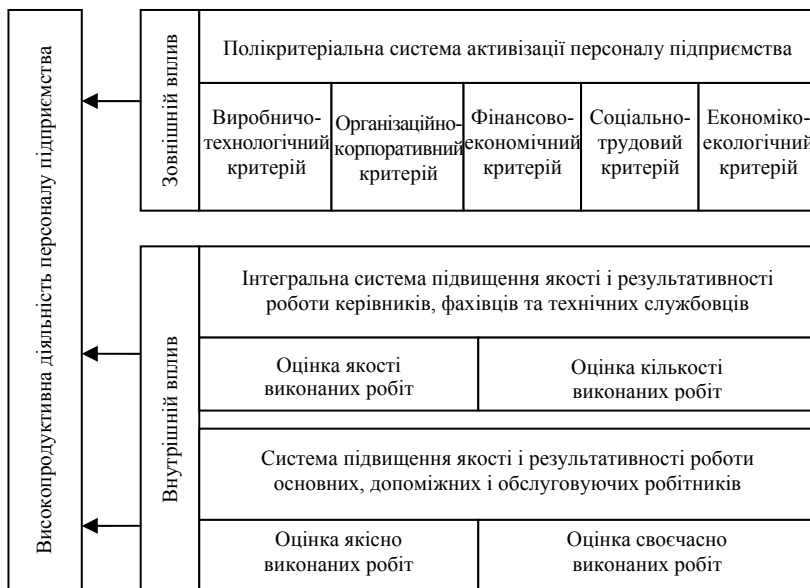 Високопродуктивна діяльність персоналу підприємства
Зовнішній вплив
Полікритеріальна система активізації персоналу підприємства
Виробничо-
технологічний
критерій
Організаційно-
корпоративний
критерій
Фінансово-
економічний
критерій
Соціально-
трудовий
критерій
Економіко-
екологічний
критерій
Внутрішній вплив
Інтегральна система підвищення якості і результативності
роботи керівників, фахівців та технічних службовців
Оцінка якості
виконаних робіт
Оцінка кількості
виконаних робіт
Система підвищення якості і результативності роботи
основних, допоміжних і обслуговуючих робітників
Оцінка якісно
виконаних робіт
Оцінка своєчасно
виконаних робіт